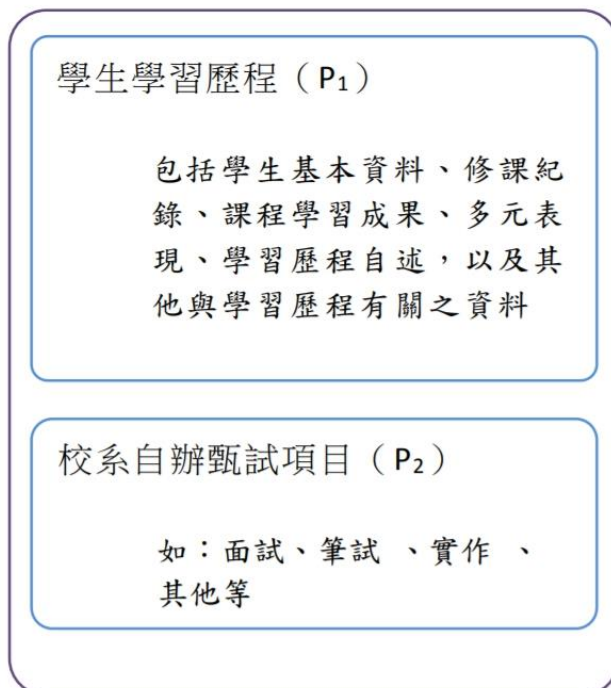 學生學習歷程（P₁）
包括學生基本資料、修課紀
錄、課程學習成果、多元表
現、學習歷程自述，以及其
他與學習歷程有關之資料
校系自辦甄試項目（P₂）
如：面試、筆試 、實作 、
其他等